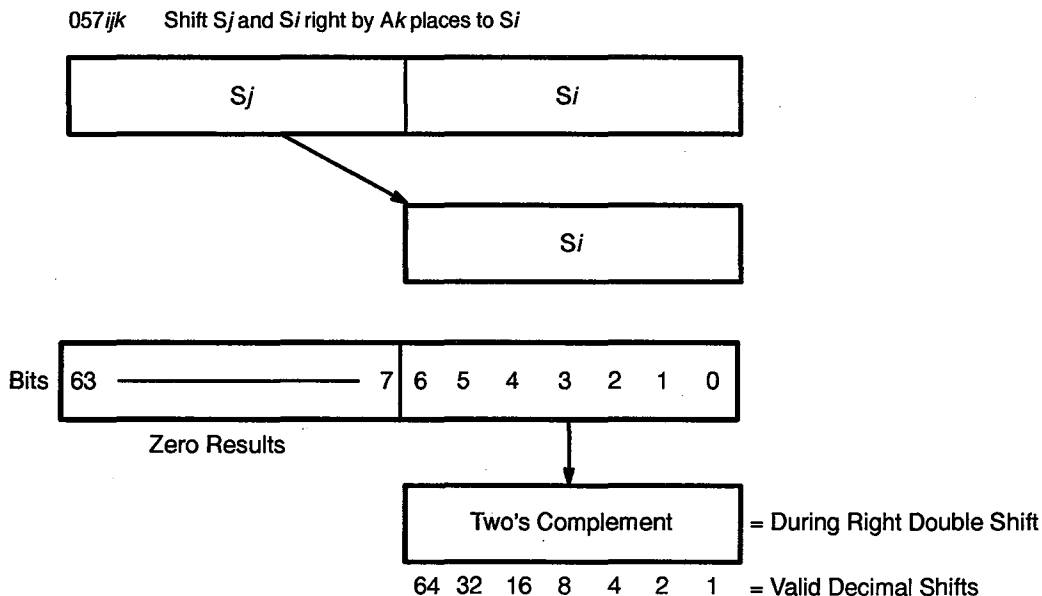 057ijk Shift Sj and Si right by Ak places to Si
Sj Si
Si
Bits 63 7 6 5 4 3 2 1 0
Zero Results
Two's Complement = During Right Double Shift
64 32 16 8 4 2 1 = Valid Decimal Shifts